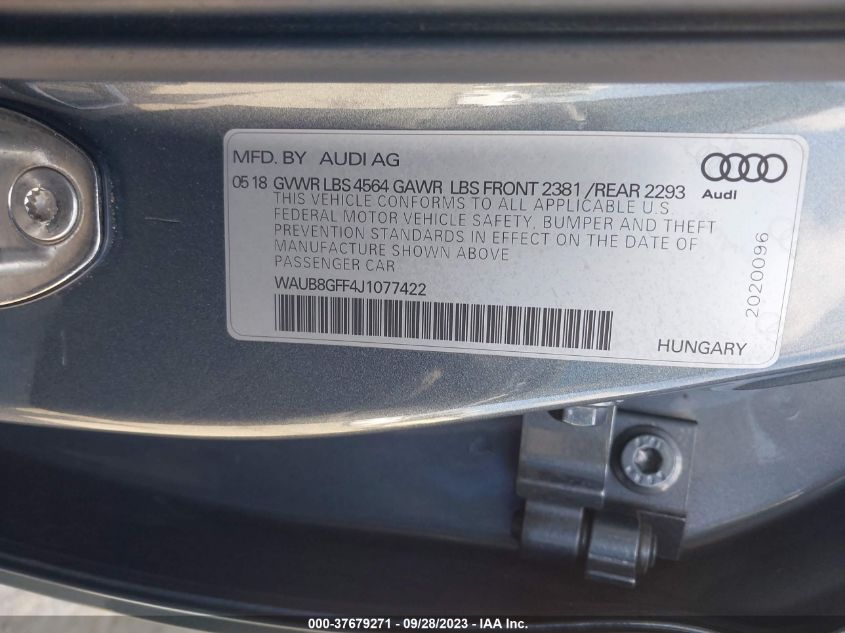 MFD. BY AUDI AG
Audi
05 18 GVWR LBS 4564 GAWR LBS FRONT 2381 / REAR 2293
THIS VEHICLE CONFORMS TO ALL APPLICABLE U.S.
FEDERAL MOTOR VEHICLE SAFETY, BUMPER AND THEFT
PREVENTION STANDARDS IN EFFECT ON THE DATE OF
MANUFACTURE SHOWN ABOVE
PASSENGER CAR
WAUB8GFF4J1077422
2020096
HUNGARY
000-37679271 - 09/28/2023 - IAA Inc.